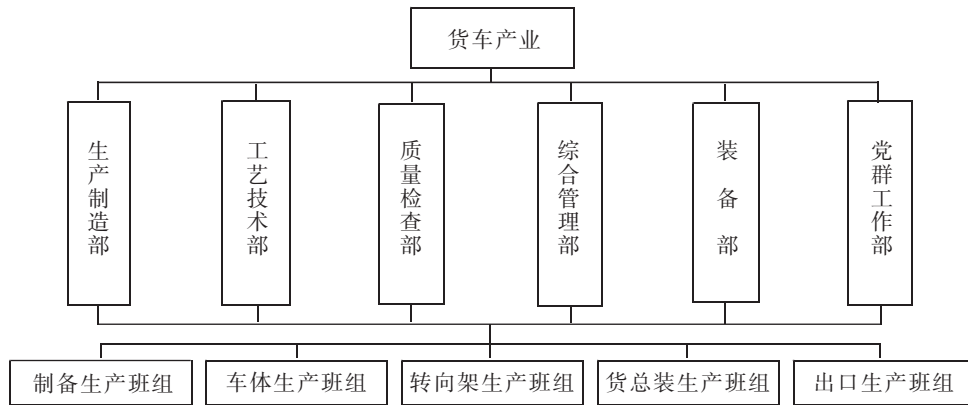 货车产业
生产制造部
工艺技术部
质量检查部
综合管理部
装备部
党群工作部
制备生产班组
车体生产班组
转向架生产班组
货总装生产班组
出口生产班组